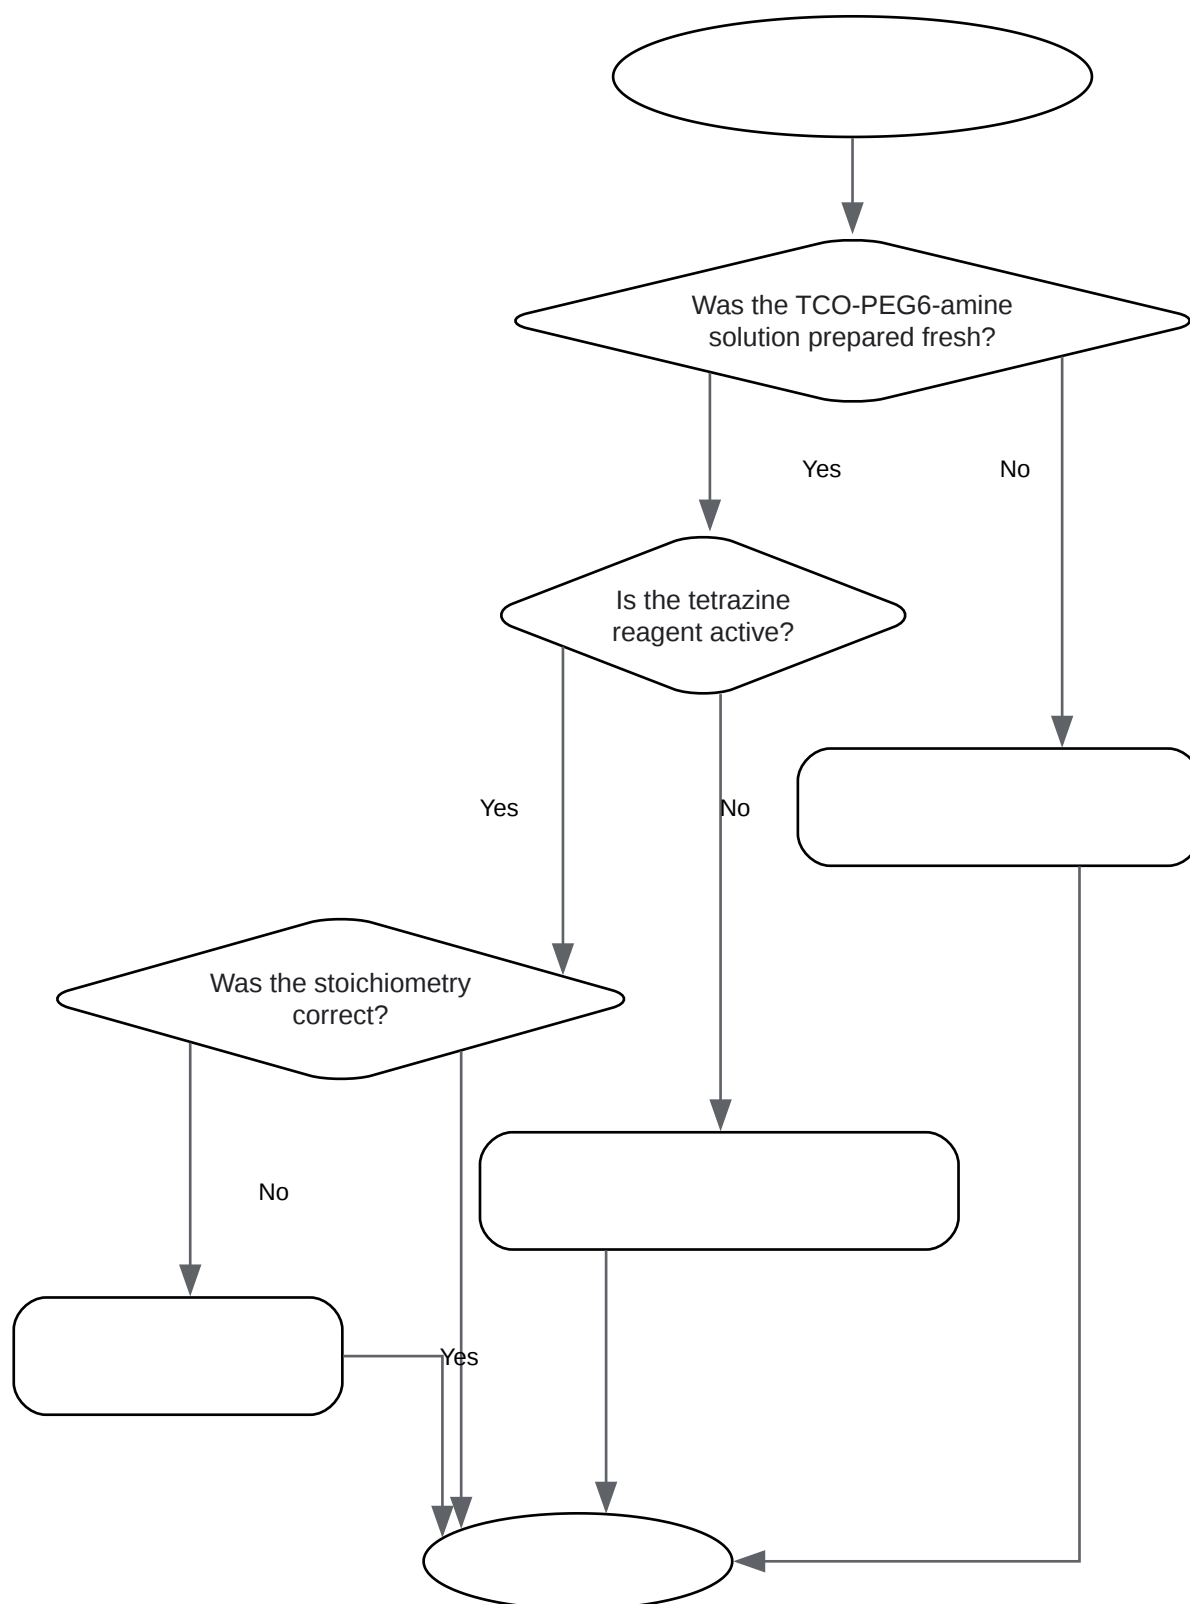 Was the TCO-PEG6-amine
solution prepared fresh?
Yes
No
Is the tetrazine
reagent active?
Yes
No
Was the stoichiometry
correct?
No
Yes